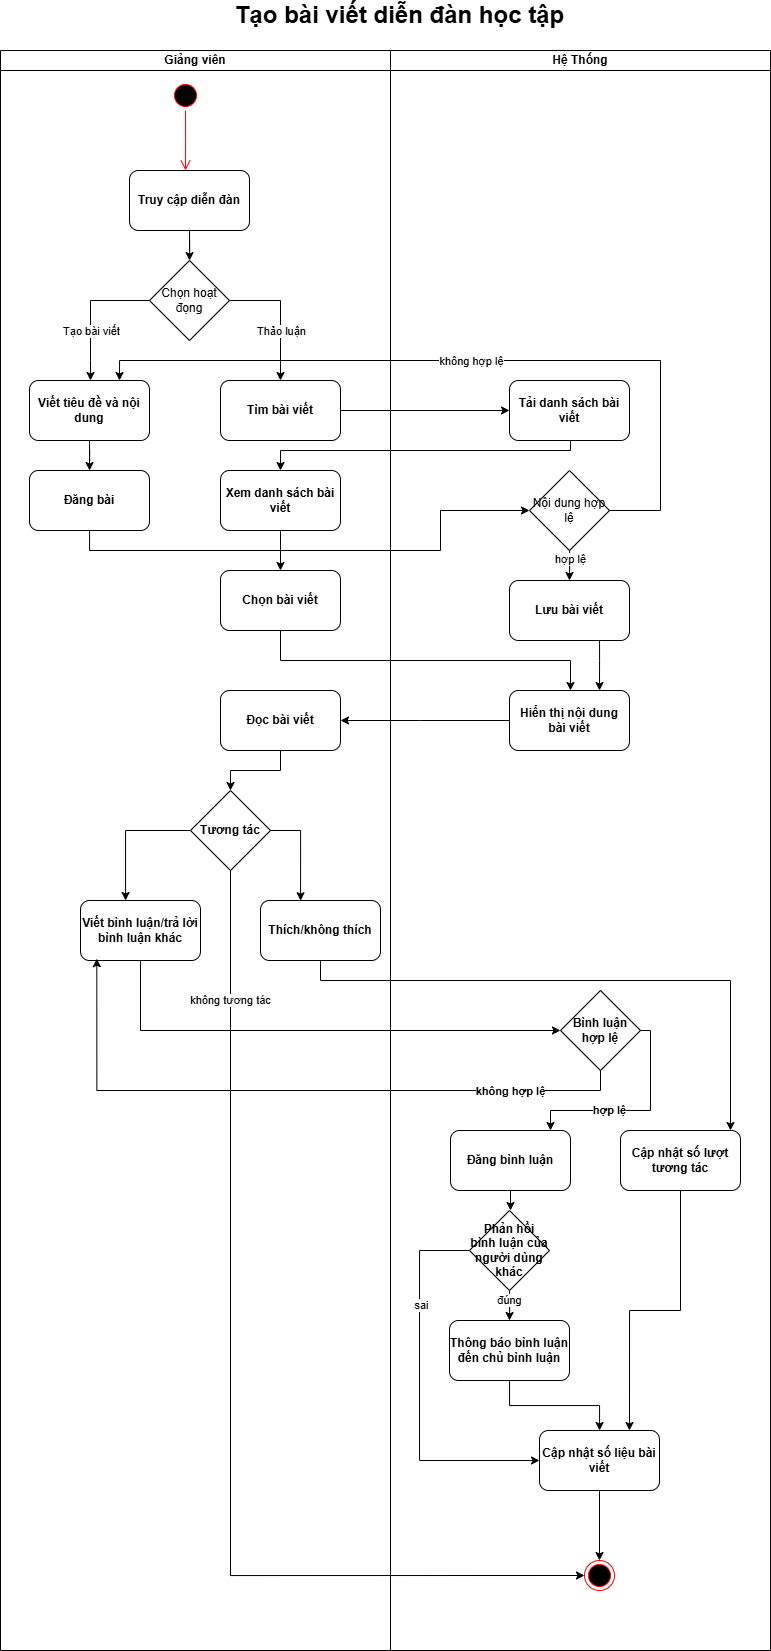 Tạo bài viết diễn đàn học tập
Giảng viên
Hệ Thống
Truy cập diễn đàn
Chọn hoạt
đọng
Tạo bài viết
Thảo luận
không hợp lệ
Viết tiêu đề và nội
dung
Tìm bài viết
Tải danh sách bài
viết
Đăng bài
Xem danh sách bài
viết
Nội dung hợp
lệ
hợp lệ
Chọn bài viết
Lưu bài viết
Đọc bài viết
Hiển thị nội dung
bài viết
Tương tác
Viết bình luận/trả lời
bình luận khác
Thích/không thích
không tương tác
Bình luận
hợp lệ
không hợp lệ
hợp lệ
Đăng bình luận
Cập nhật số lượt
tương tác
Phản hồi
bình luận của
người dùng
khác
sai
đúng
Thông báo bình luận
đến chủ bình luận
Cập nhật số liệu bài
viết